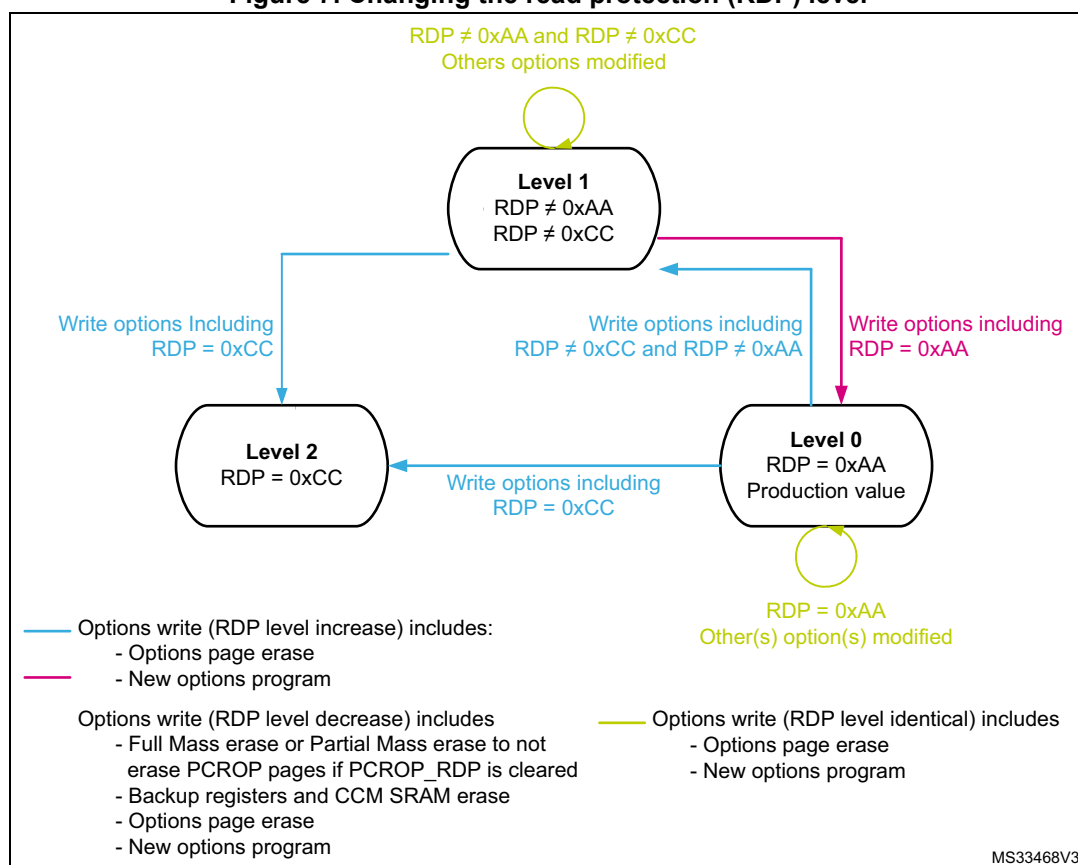 Figure 7. Changing the read protection (RDP) level
RDP ≠ 0xAA and RDP ≠ 0xCC
Others options modified
Level 1
RDP ≠ 0xAA
RDP ≠ 0xCC
Write options Including
RDP = 0xCC
Write options including
RDP ≠ 0xCC and RDP ≠ 0xAA
Write options including
RDP = 0xAA
Level 2
RDP = 0xCC
Write options including
RDP = 0xCC
Level 0
RDP = 0xAA
Production value
RDP = 0xAA
Other(s) option(s) modified
Options write (RDP level increase) includes:
- Options page erase
- New options program
Options write (RDP level decrease) includes
- Full Mass erase or Partial Mass erase to not
erase PCROP pages if PCROP_RDP is cleared
- Backup registers and CCM SRAM erase
- Options page erase
- New options program
Options write (RDP level identical) includes
- Options page erase
- New options program
MS33468V3